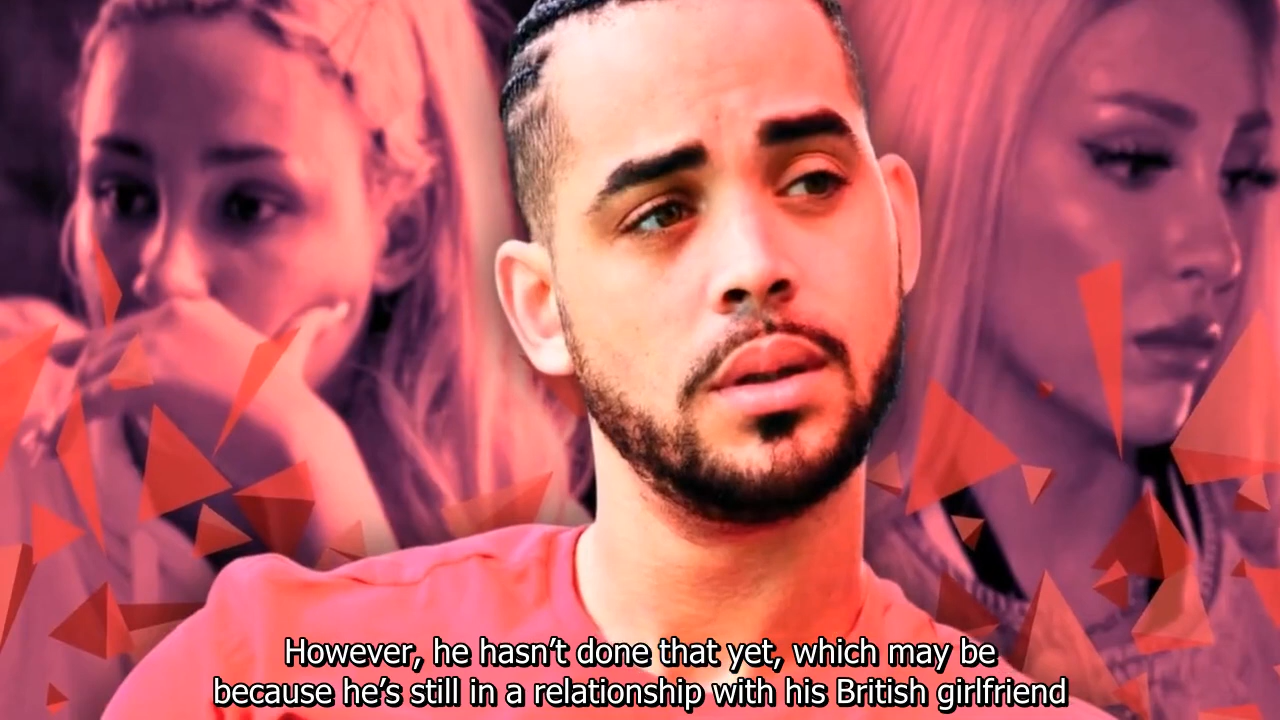 However, he hasn’t done that yet, which may be
because he’s still in a relationship with his British girlfriend